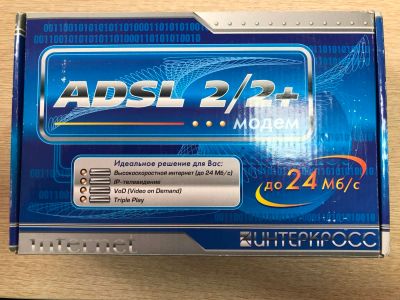 ADSL 2/2+
модем
Идеальное решение для Вас:
Высокоскоростной интернет (до 24 Мб/с)
IP-телевидение
VoD (Video on Demand)
Triple Play
до 24 Мб/с
Internet
ИНТЕРКРОСС